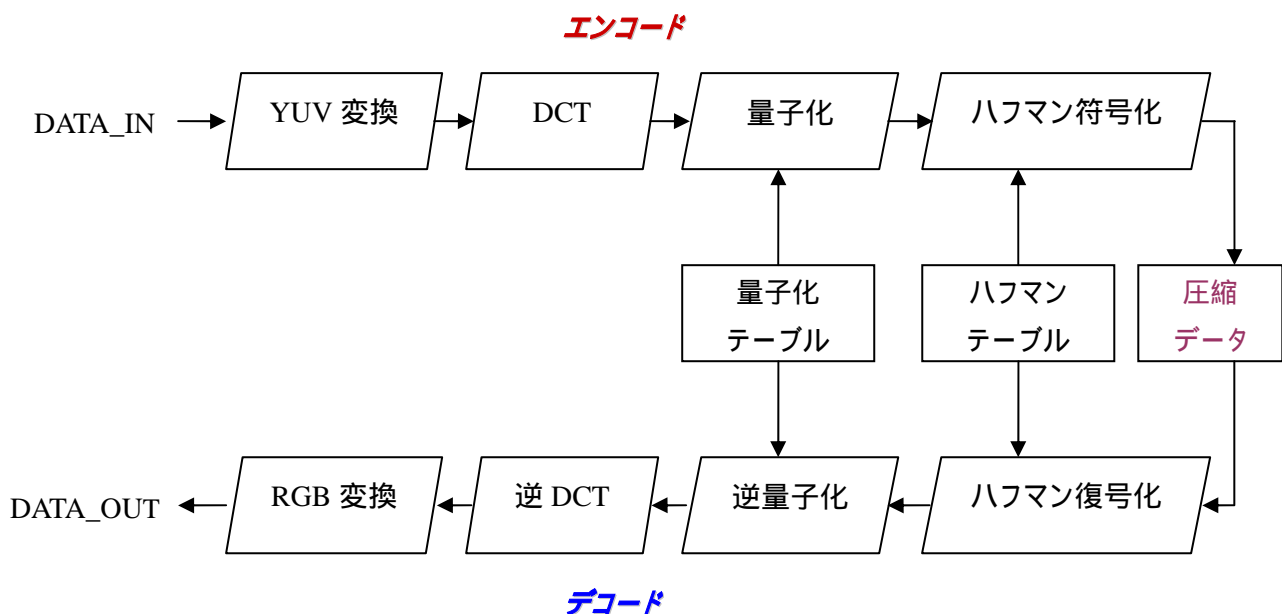 エンコード
DATA_IN
YUV 変換
DCT
量子化
ハフマン符号化
量子化
テーブル
ハフマン
テーブル
圧縮
データ
DATA_OUT
RGB 変換
逆 DCT
逆量子化
ハフマン復号化
デコード